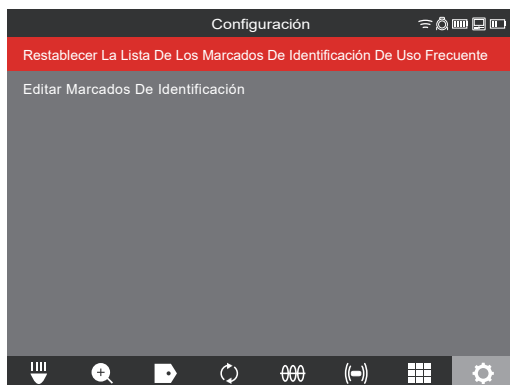 Configuración
Restablecer La Lista De Los Marcados De Identificación De Uso Frecuente
Editar Marcados De Identificación